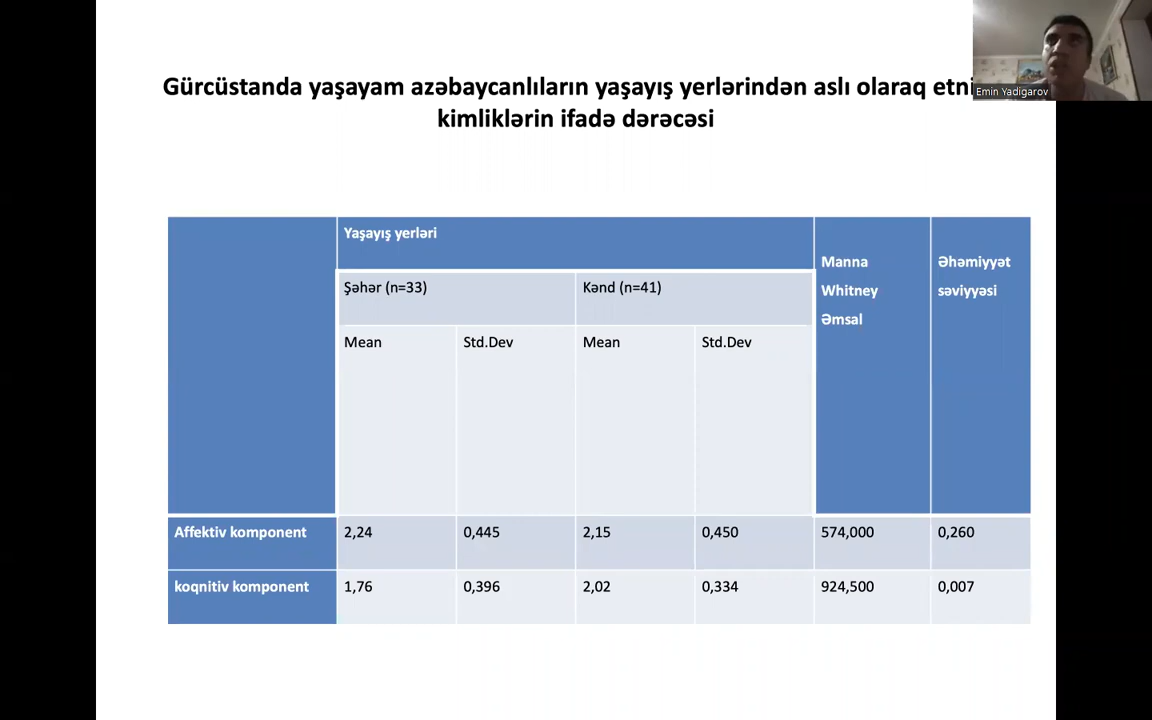 Gürcüstanda yaşayam azəbaycanlıların yaşayış yerlərindən aslı olaraq etni
kimliklərin ifadə dərəcəsi
Emin Yadigarov
Yaşayış yerləri
Manna
Whitney
Əmsal
Əhəmiyyət
səviyyəsi
Şəhər (n=33) Kənd (n=41)
Mean Std.Dev Mean Std.Dev
Affektiv komponent 2,24 0,445 2,15 0,450 574,000 0,260
koqnitiv komponent 1,76 0,396 2,02 0,334 924,500 0,007